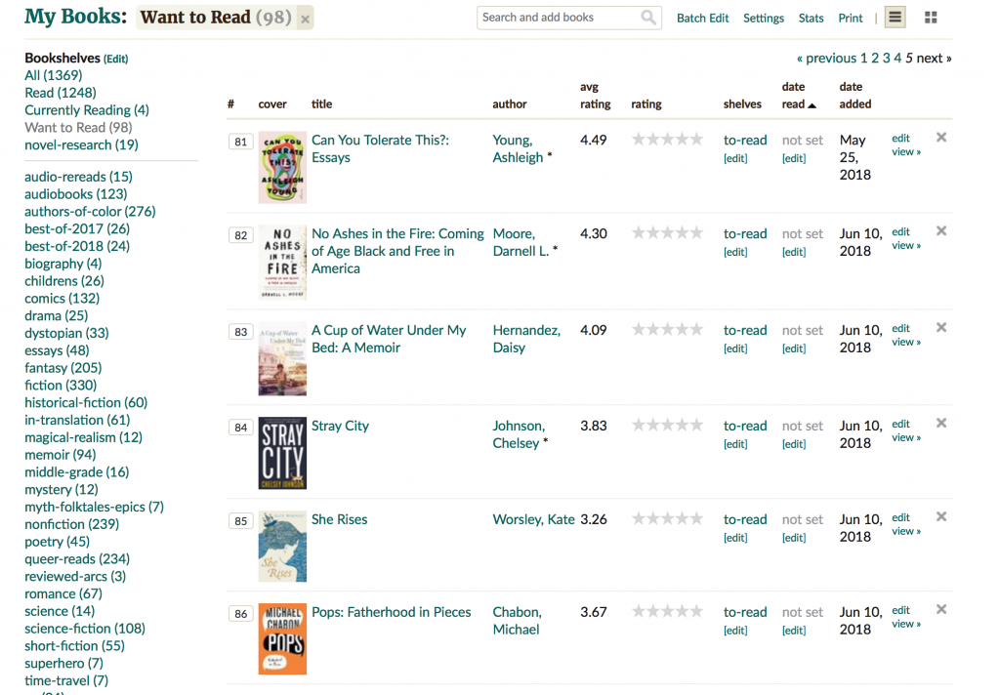 My Books: Want to Read (98) ×
Search and add books
Batch Edit Settings Stats Print |
Bookshelves (Edit)
All (1369)
Read (1248)
Currently Reading (4)
Want to Read (98)
novel-research (19)
audio-rereads (15)
audiobooks (123)
authors-of-color (276)
best-of-2017 (26)
best-of-2018 (24)
biography (4)
childrens (26)
comics (132)
drama (25)
dystopian (33)
essays (48)
fantasy (205)
fiction (330)
historical-fiction (60)
in-translation (61)
magical-realism (12)
memoir (94)
middle-grade (16)
mystery (12)
myth-folktales-epics (7)
nonfiction (239)
poetry (45)
queer-reads (234)
reviewed-arcs (3)
romance (67)
science (14)
science-fiction (108)
short-fiction (55)
superhero (7)
time-travel (7)
« previous 1 2 3 4 5 next »
# cover title author avg rating rating shelves date read date added
81
CAN YOU
TOLERATE
THIS?
ASHLEIGH
YOUNG
Can You Tolerate This?:
Essays
Young,
Ashleigh *
4.49
to-read
[edit]
not set
[edit]
May
25,
2018
edit
view »
82
NO
ASHES
IN THE
FIRE
DARNELL L. MOORE
No Ashes in the Fire: Coming
of Age Black and Free in
America
Moore,
Darnell L. *
4.30
to-read
[edit]
not set
[edit]
Jun 10,
2018
edit
view »
83
A Cup of Water
Under My Bed
A Cup of Water Under My
Bed: A Memoir
Hernandez,
Daisy
4.09
to-read
[edit]
not set
[edit]
Jun 10,
2018
edit
view »
84
STRAY
CITY
CHELSEY JOHNSON
Stray City
Johnson,
Chelsey *
3.83
to-read
[edit]
not set
[edit]
Jun 10,
2018
edit
view »
85
She
Rises
She Rises
Worsley, Kate
3.26
to-read
[edit]
not set
[edit]
Jun 10,
2018
edit
view »
86
MICHAEL
CHABON
POPS
Pops: Fatherhood in Pieces
Chabon,
Michael
3.67
to-read
[edit]
not set
[edit]
Jun 10,
2018
edit
view »